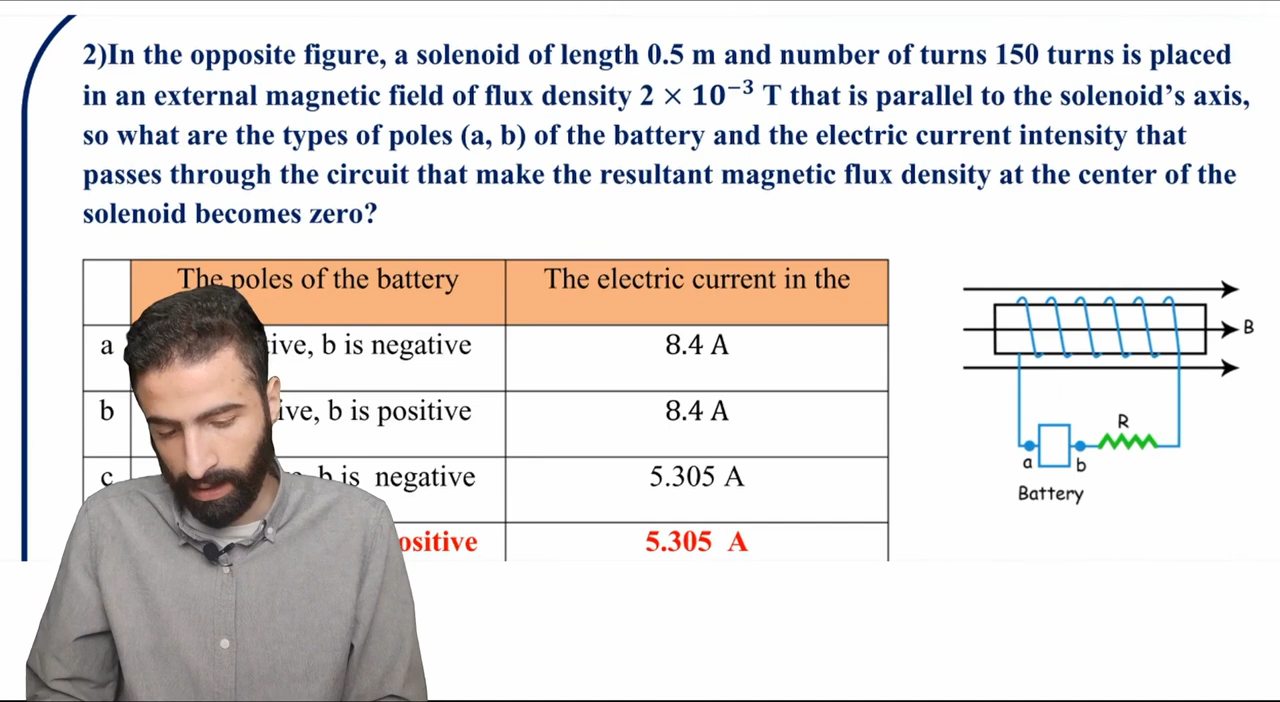 2)In the opposite figure, a solenoid of length 0.5 m and number of turns 150 turns is placed
in an external magnetic field of flux density 2 × 10⁻³ T that is parallel to the solenoid's axis,
so what are the types of poles (a, b) of the battery and the electric current intensity that
passes through the circuit that make the resultant magnetic flux density at the center of the
solenoid becomes zero?
The poles of the battery The electric current in the
a b is negative 8.4 A
b b is positive 8.4 A
c b is negative 5.305 A
5.305 A
B
R
a b
Battery